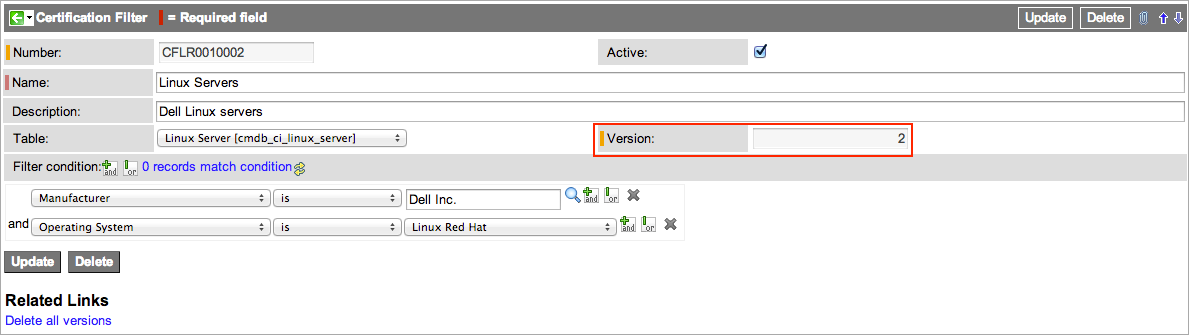 Certification Filter = Required field Update Delete
Number: CFLR0010002 Active:
Name: Linux Servers
Description: Dell Linux servers
Table: Linux Server [cmdb_ci_linux_server] Version: 2
Filter condition: and or 0 records match condition
Manufacturer is Dell Inc. and or
and Operating System is Linux Red Hat and or
Update Delete
Related Links
Delete all versions